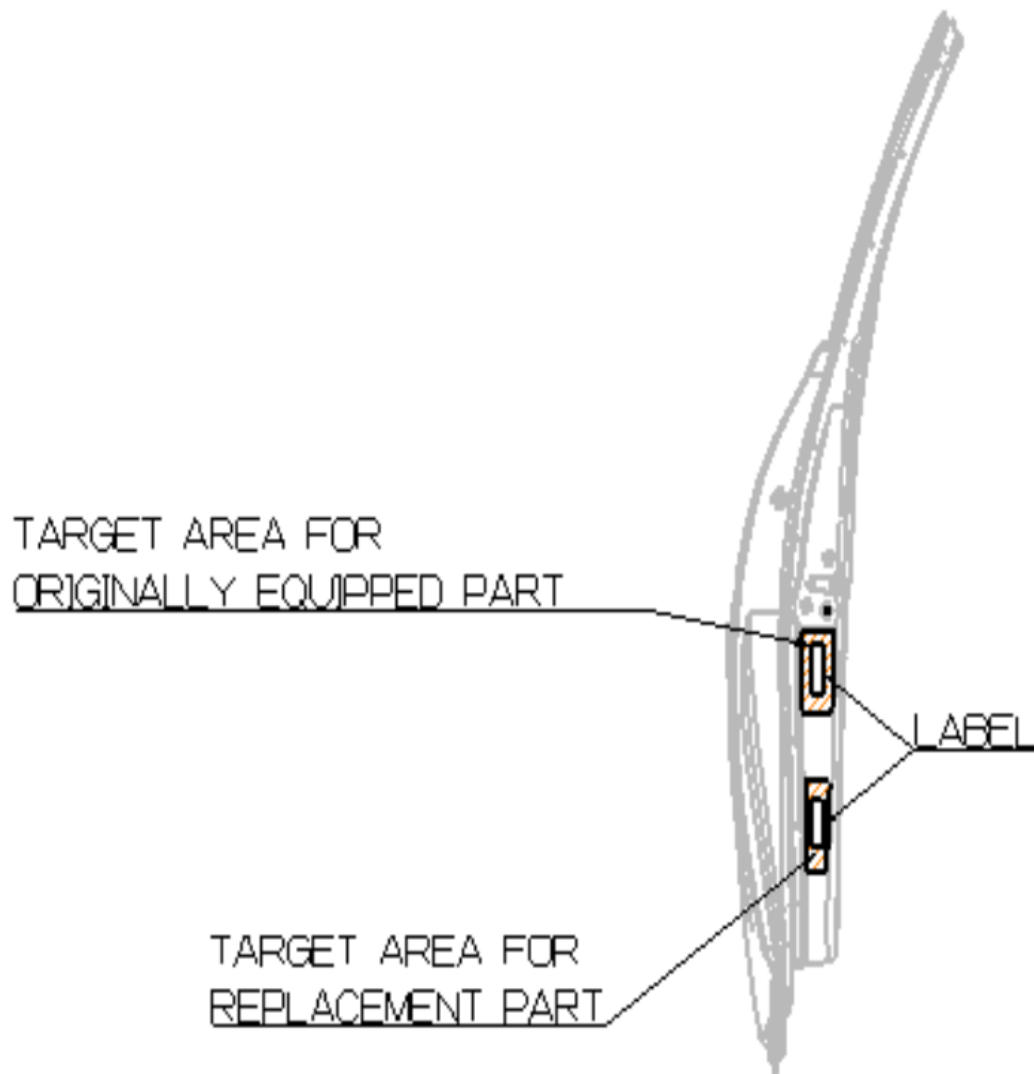 TARGET AREA FOR
ORIGINALLY EQUIPPED PART
LABEL
TARGET AREA FOR
REPLACEMENT PART